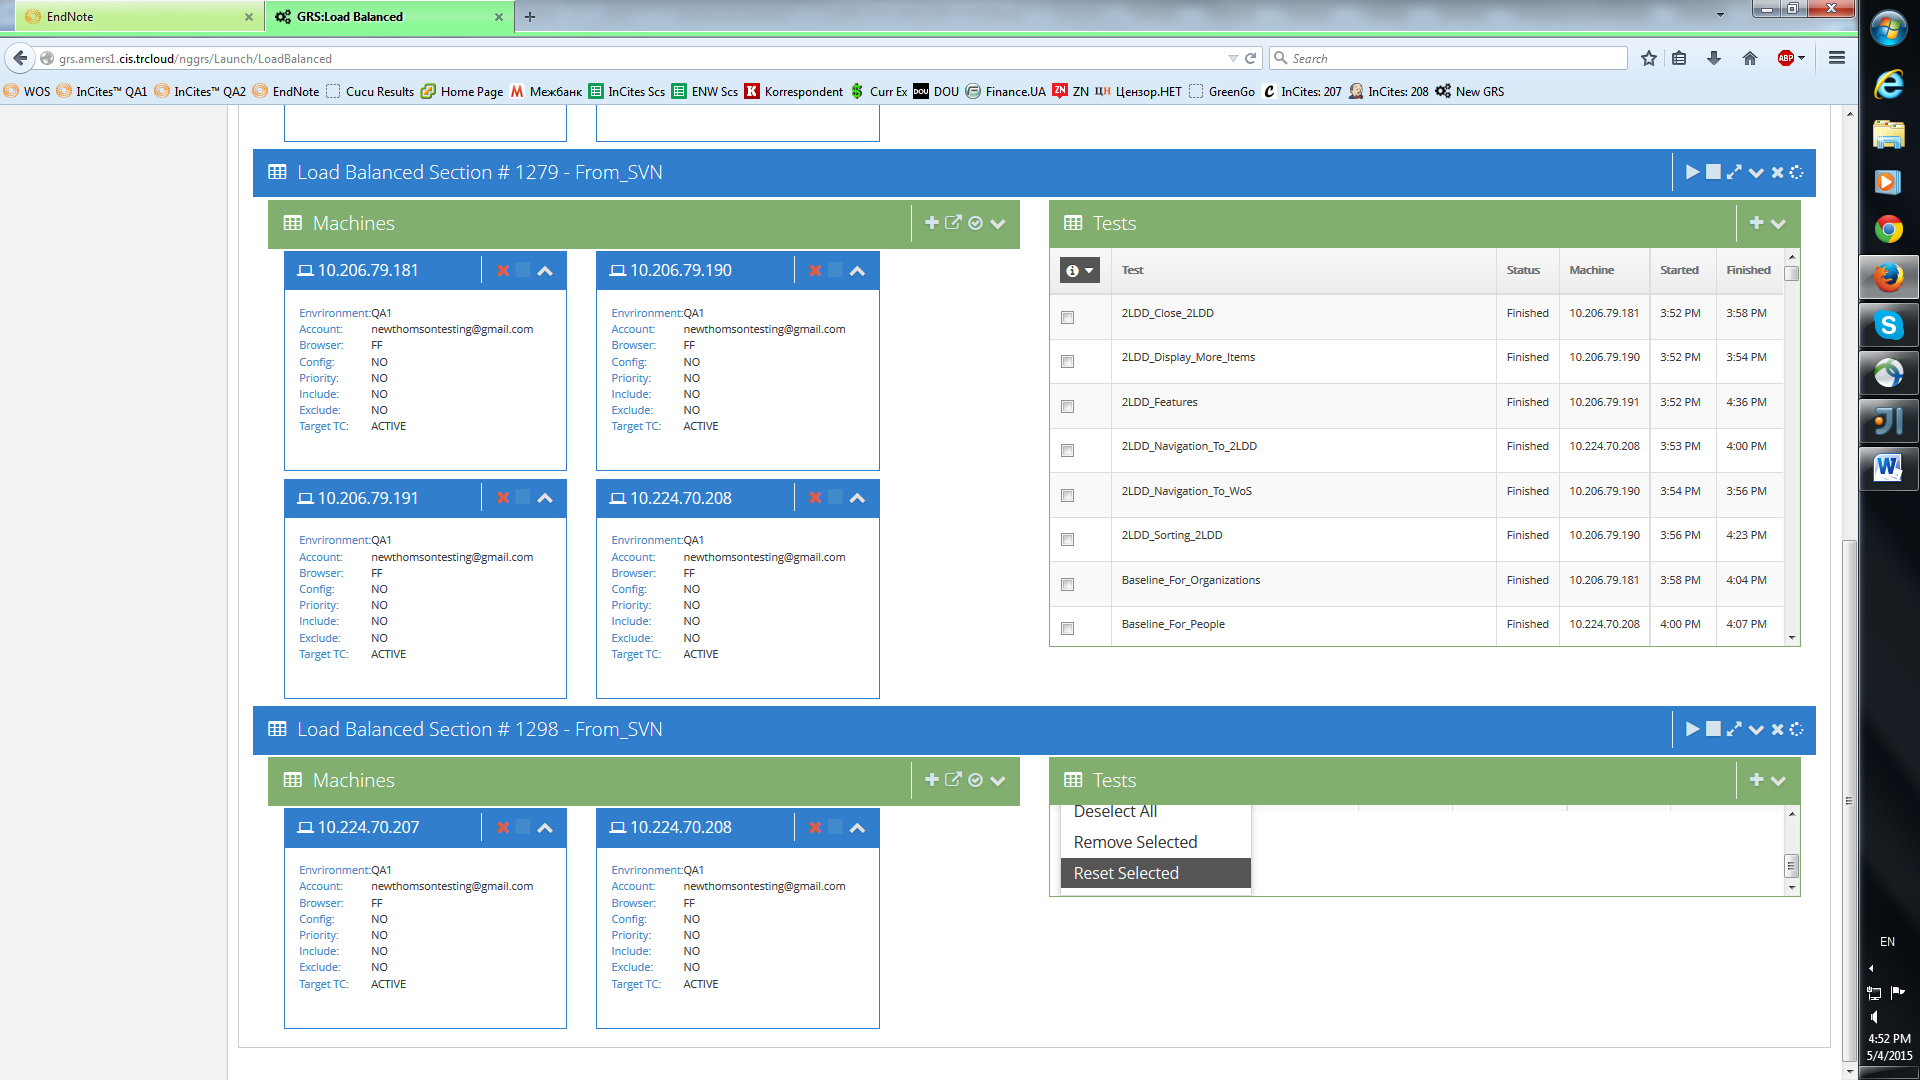 EndNote
GRS:Load Balanced
grs.amers1.cis.trcloud/nggrs/Launch/LoadBalanced
Search
ABP
WOS InCites™ QA1 InCites™ QA2 EndNote Cucu Results Home Page Межбанк InCites Scs ENW Scs Korrespondent Curr Ex DOU Finance.UA ZN Цензор.НЕТ GreenGo InCites: 207 InCites: 208 New GRS
Load Balanced Section # 1279 - From_SVN
Machines
10.206.79.181
Envrironment:QA1
Account: newthomsontesting@gmail.com
Browser: FF
Config: NO
Priority: NO
Include: NO
Exclude: NO
Target TC: ACTIVE
10.206.79.190
Envrironment:QA1
Account: newthomsontesting@gmail.com
Browser: FF
Config: NO
Priority: NO
Include: NO
Exclude: NO
Target TC: ACTIVE
10.206.79.191
Envrironment:QA1
Account: newthomsontesting@gmail.com
Browser: FF
Config: NO
Priority: NO
Include: NO
Exclude: NO
Target TC: ACTIVE
10.224.70.208
Envrironment:QA1
Account: newthomsontesting@gmail.com
Browser: FF
Config: NO
Priority: NO
Include: NO
Exclude: NO
Target TC: ACTIVE
Tests
Test Status Machine Started Finished
2LDD_Close_2LDD Finished 10.206.79.181 3:52 PM 3:58 PM
2LDD_Display_More_Items Finished 10.206.79.190 3:52 PM 3:54 PM
2LDD_Features Finished 10.206.79.191 3:52 PM 4:36 PM
2LDD_Navigation_To_2LDD Finished 10.224.70.208 3:53 PM 4:00 PM
2LDD_Navigation_To_WoS Finished 10.206.79.190 3:54 PM 3:56 PM
2LDD_Sorting_2LDD Finished 10.206.79.190 3:56 PM 4:23 PM
Baseline_For_Organizations Finished 10.206.79.181 3:58 PM 4:04 PM
Baseline_For_People Finished 10.224.70.208 4:00 PM 4:07 PM
Load Balanced Section # 1298 - From_SVN
Machines
10.224.70.207
Envrironment:QA1
Account: newthomsontesting@gmail.com
Browser: FF
Config: NO
Priority: NO
Include: NO
Exclude: NO
Target TC: ACTIVE
10.224.70.208
Envrironment:QA1
Account: newthomsontesting@gmail.com
Browser: FF
Config: NO
Priority: NO
Include: NO
Exclude: NO
Target TC: ACTIVE
Tests
Deselect All
Remove Selected
Reset Selected
EN
4:52 PM
5/4/2015